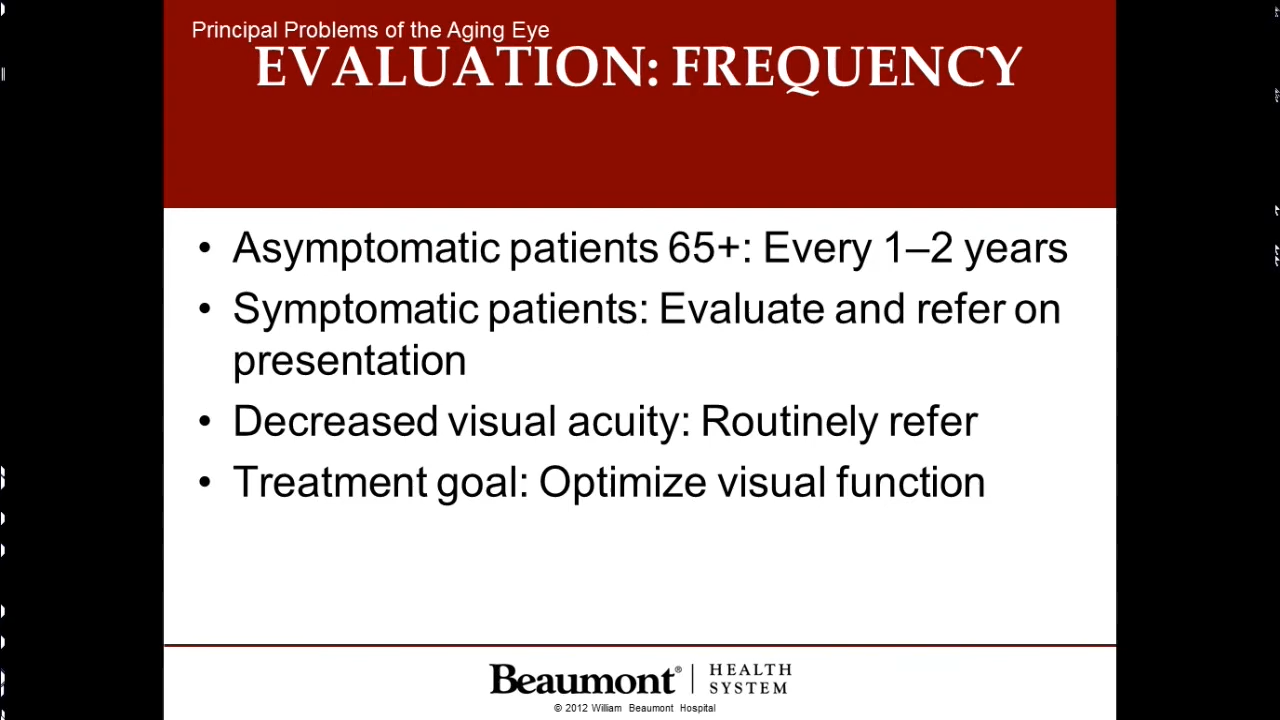 Principal Problems of the Aging Eye
EVALUATION: FREQUENCY
• Asymptomatic patients 65+: Every 1–2 years
• Symptomatic patients: Evaluate and refer on
presentation
• Decreased visual acuity: Routinely refer
• Treatment goal: Optimize visual function
Beaumont® | HEALTH
SYSTEM
© 2012 William Beaumont Hospital